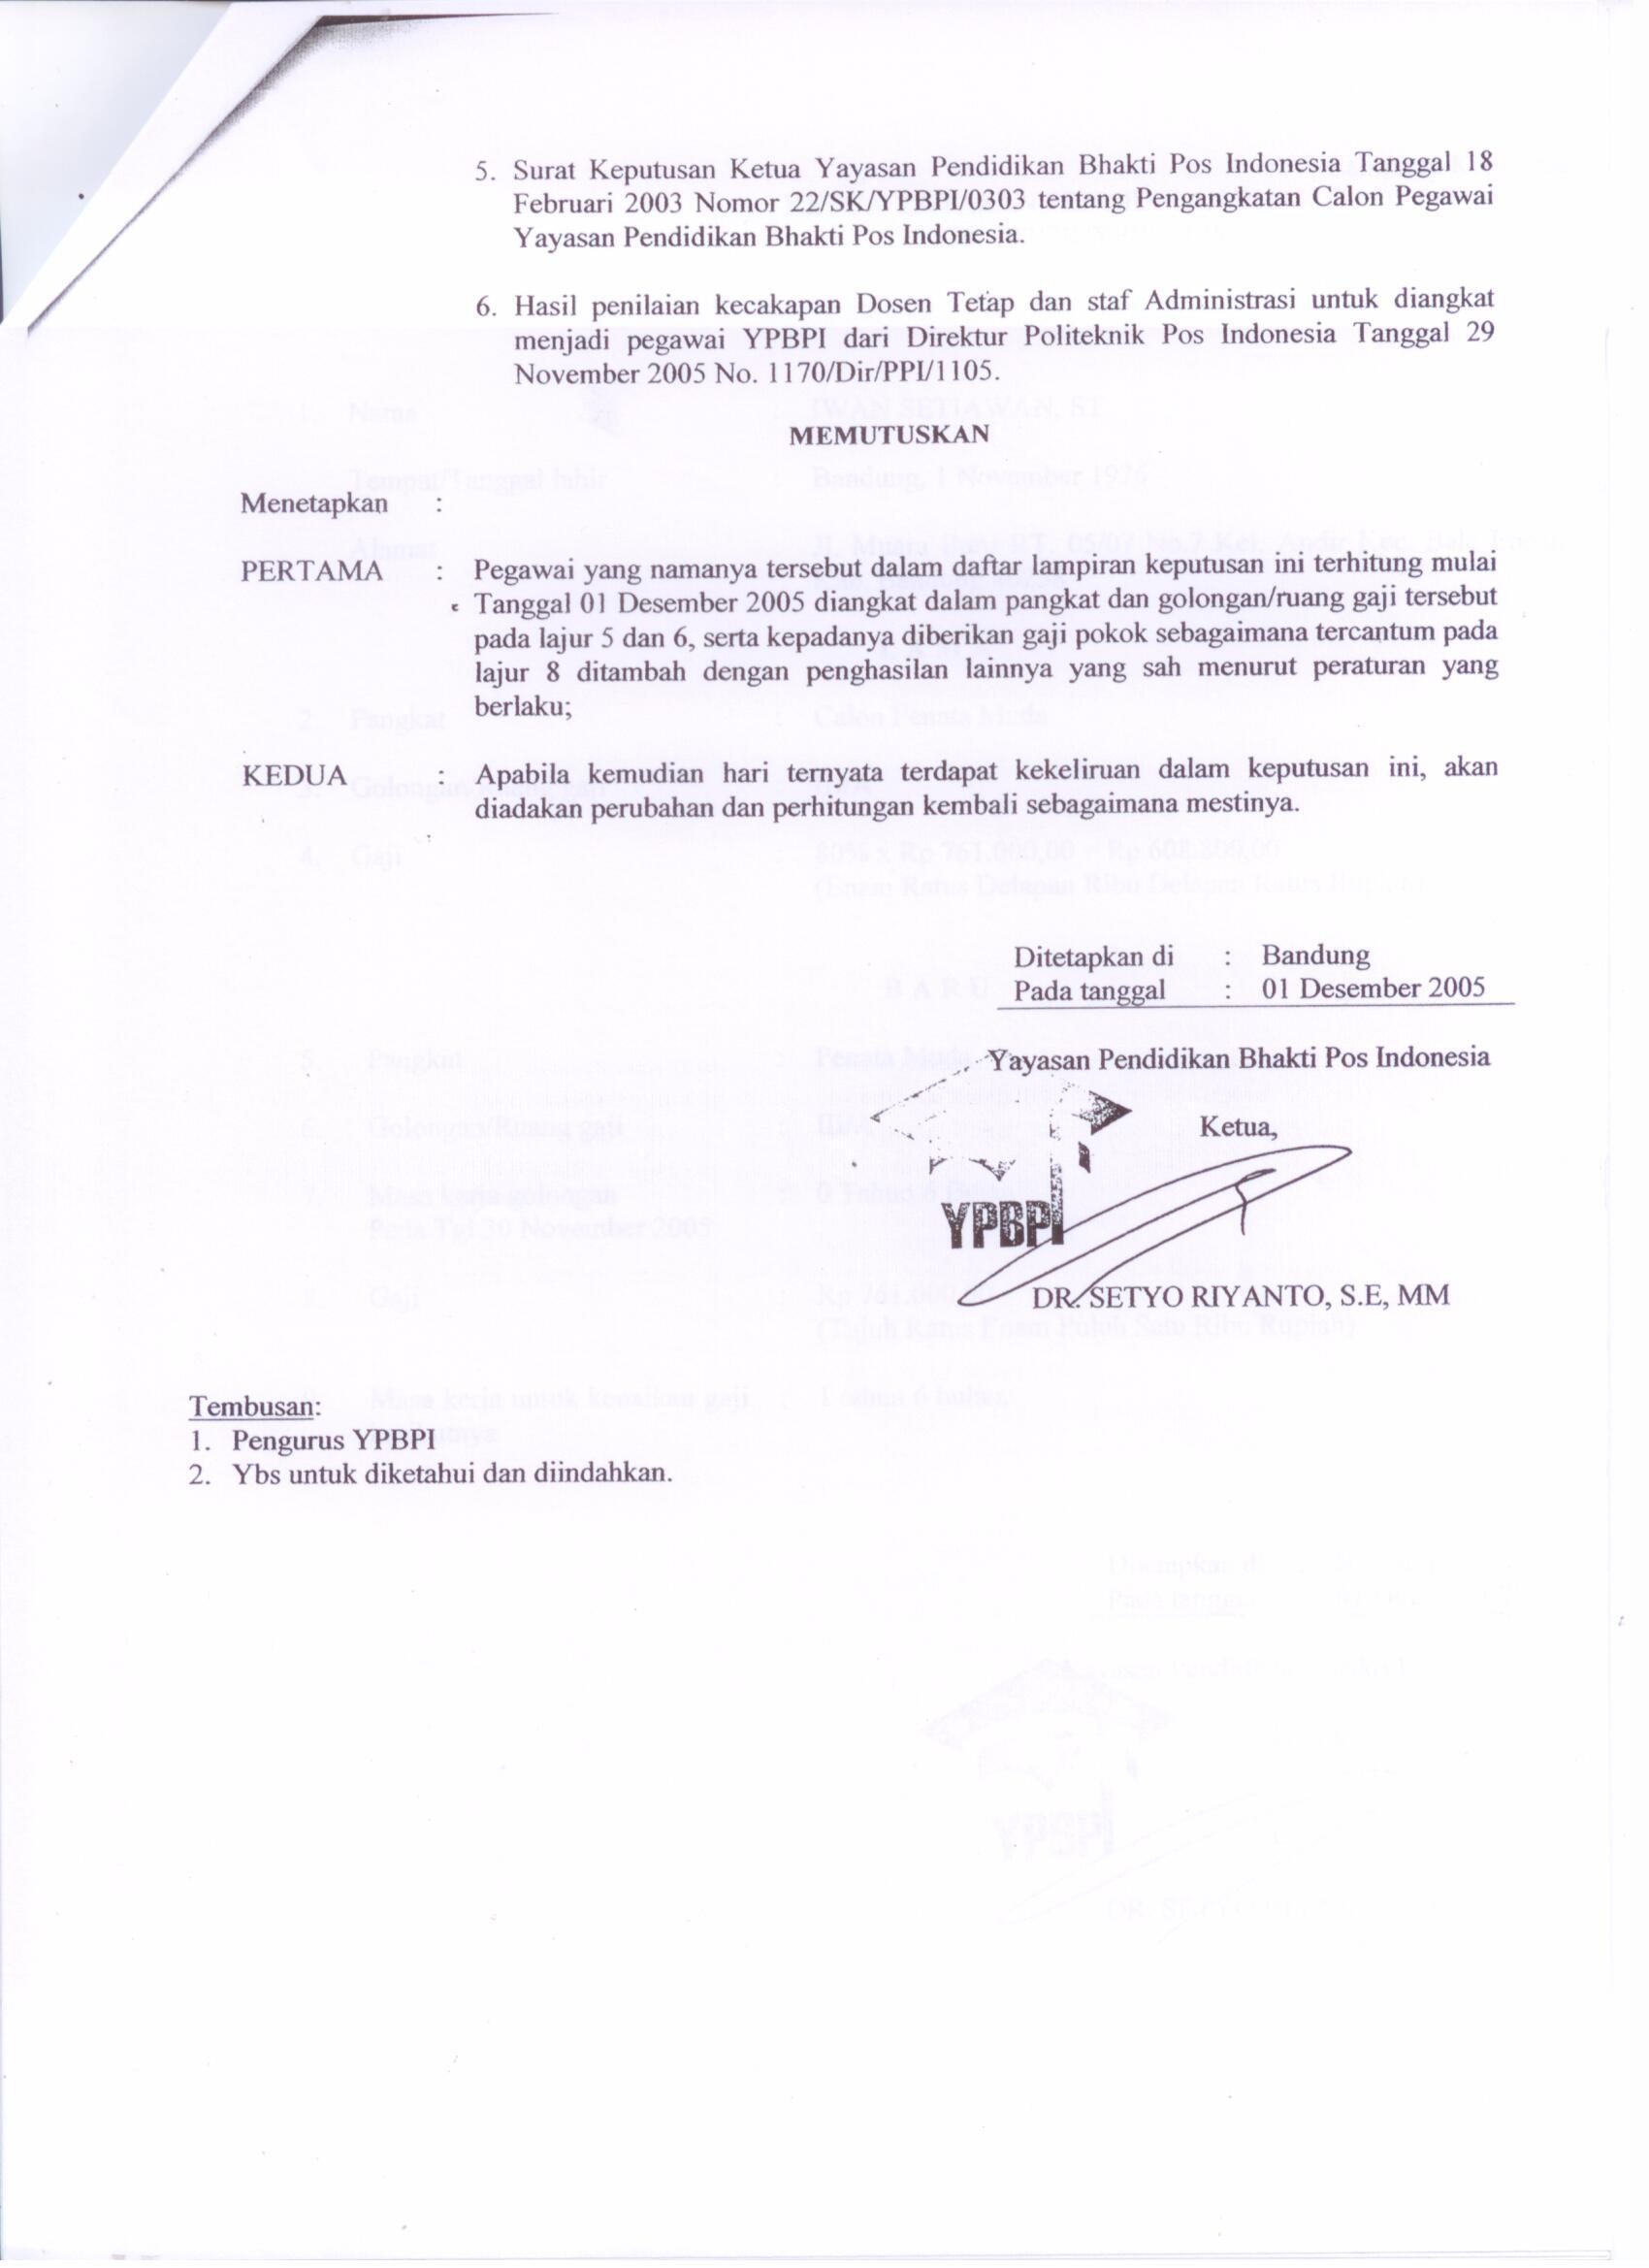 5. Surat Keputusan Ketua Yayasan Pendidikan Bhakti Pos Indonesia Tanggal 18
Februari 2003 Nomor 22/SK/YPBPI/0303 tentang Pengangkatan Calon Pegawai
Yayasan Pendidikan Bhakti Pos Indonesia.
6. Hasil penilaian kecakapan Dosen Tetap dan staf Administrasi untuk diangkat
menjadi pegawai YPBPI dari Direktur Politeknik Pos Indonesia Tanggal 29
November 2005 No. 1170/Dir/PPI/1105.
MEMUTUSKAN
Menetapkan :
PERTAMA : Pegawai yang namanya tersebut dalam daftar lampiran keputusan ini terhitung mulai
Tanggal 01 Desember 2005 diangkat dalam pangkat dan golongan/ruang gaji tersebut
pada lajur 5 dan 6, serta kepadanya diberikan gaji pokok sebagaimana tercantum pada
lajur 8 ditambah dengan penghasilan lainnya yang sah menurut peraturan yang
berlaku;
KEDUA : Apabila kemudian hari ternyata terdapat kekeliruan dalam keputusan ini, akan
diadakan perubahan dan perhitungan kembali sebagaimana mestinya.
Ditetapkan di : Bandung
Pada tanggal : 01 Desember 2005
Yayasan Pendidikan Bhakti Pos Indonesia
Ketua,
YPBPI
DR. SETYO RIYANTO, S.E, MM
Tembusan:
1. Pengurus YPBPI
2. Ybs untuk diketahui dan diindahkan.